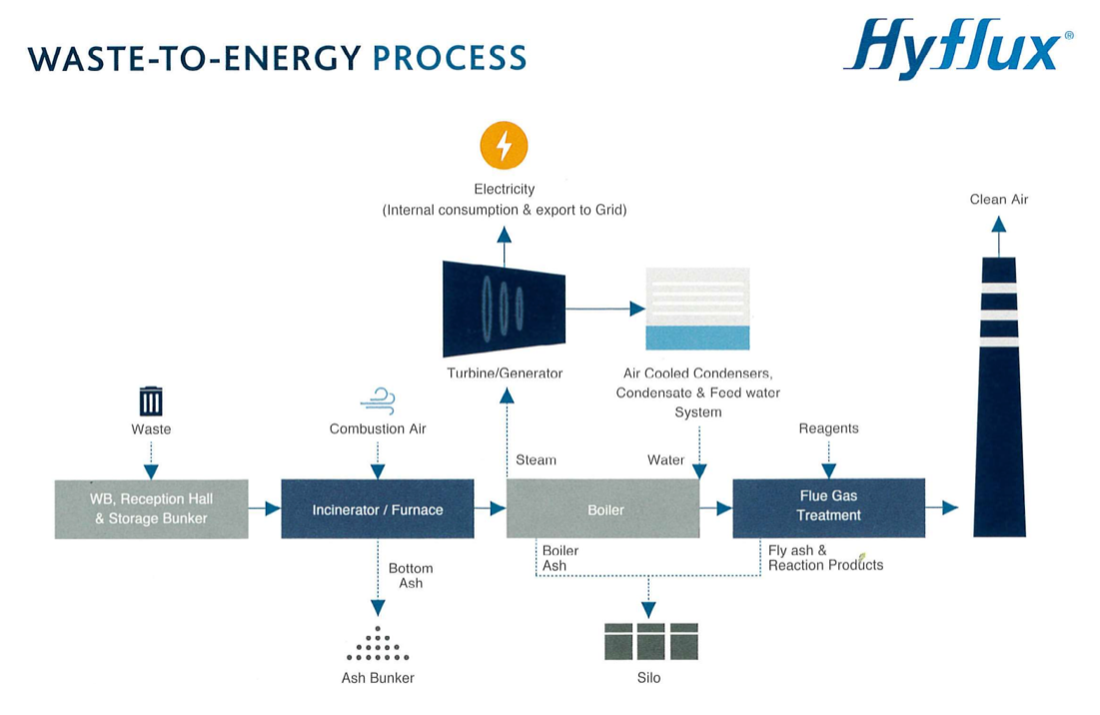 WASTE-TO-ENERGY PROCESS
Hyflux®
Electricity
(Internal consumption & export to Grid)
Clean Air
Turbine/Generator
Air Cooled Condensers,
Condensate & Feed water
System
Waste
Combustion Air
Reagents
Steam
Water
WB, Reception Hall
& Storage Bunker
Incinerator / Furnace
Boiler
Flue Gas
Treatment
Bottom
Ash
Boiler
Ash
Fly ash &
Reaction Products
Ash Bunker
Silo